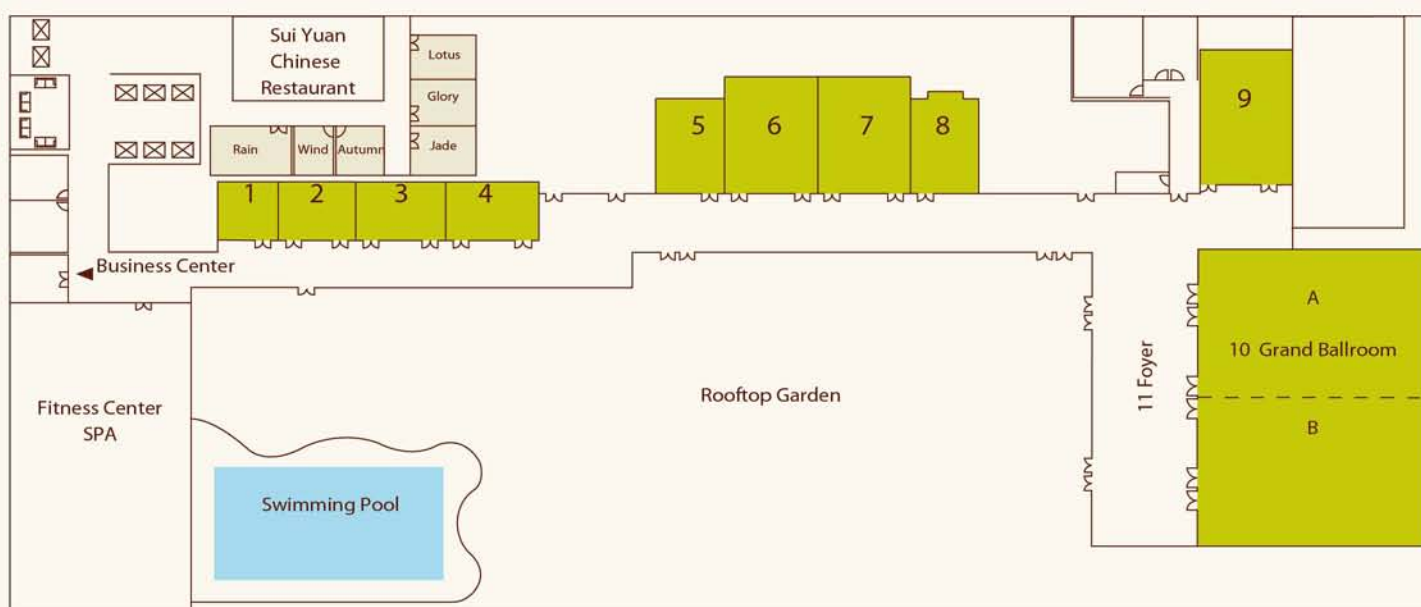 Sui Yuan
Chinese
Restaurant
Lotus
Glory
Jade
Rain
Wind
Autumn
1
2
3
4
5
6
7
8
9
Business Center
A
10 Grand Ballroom
B
11 Foyer
Rooftop Garden
Fitness Center
SPA
Swimming Pool